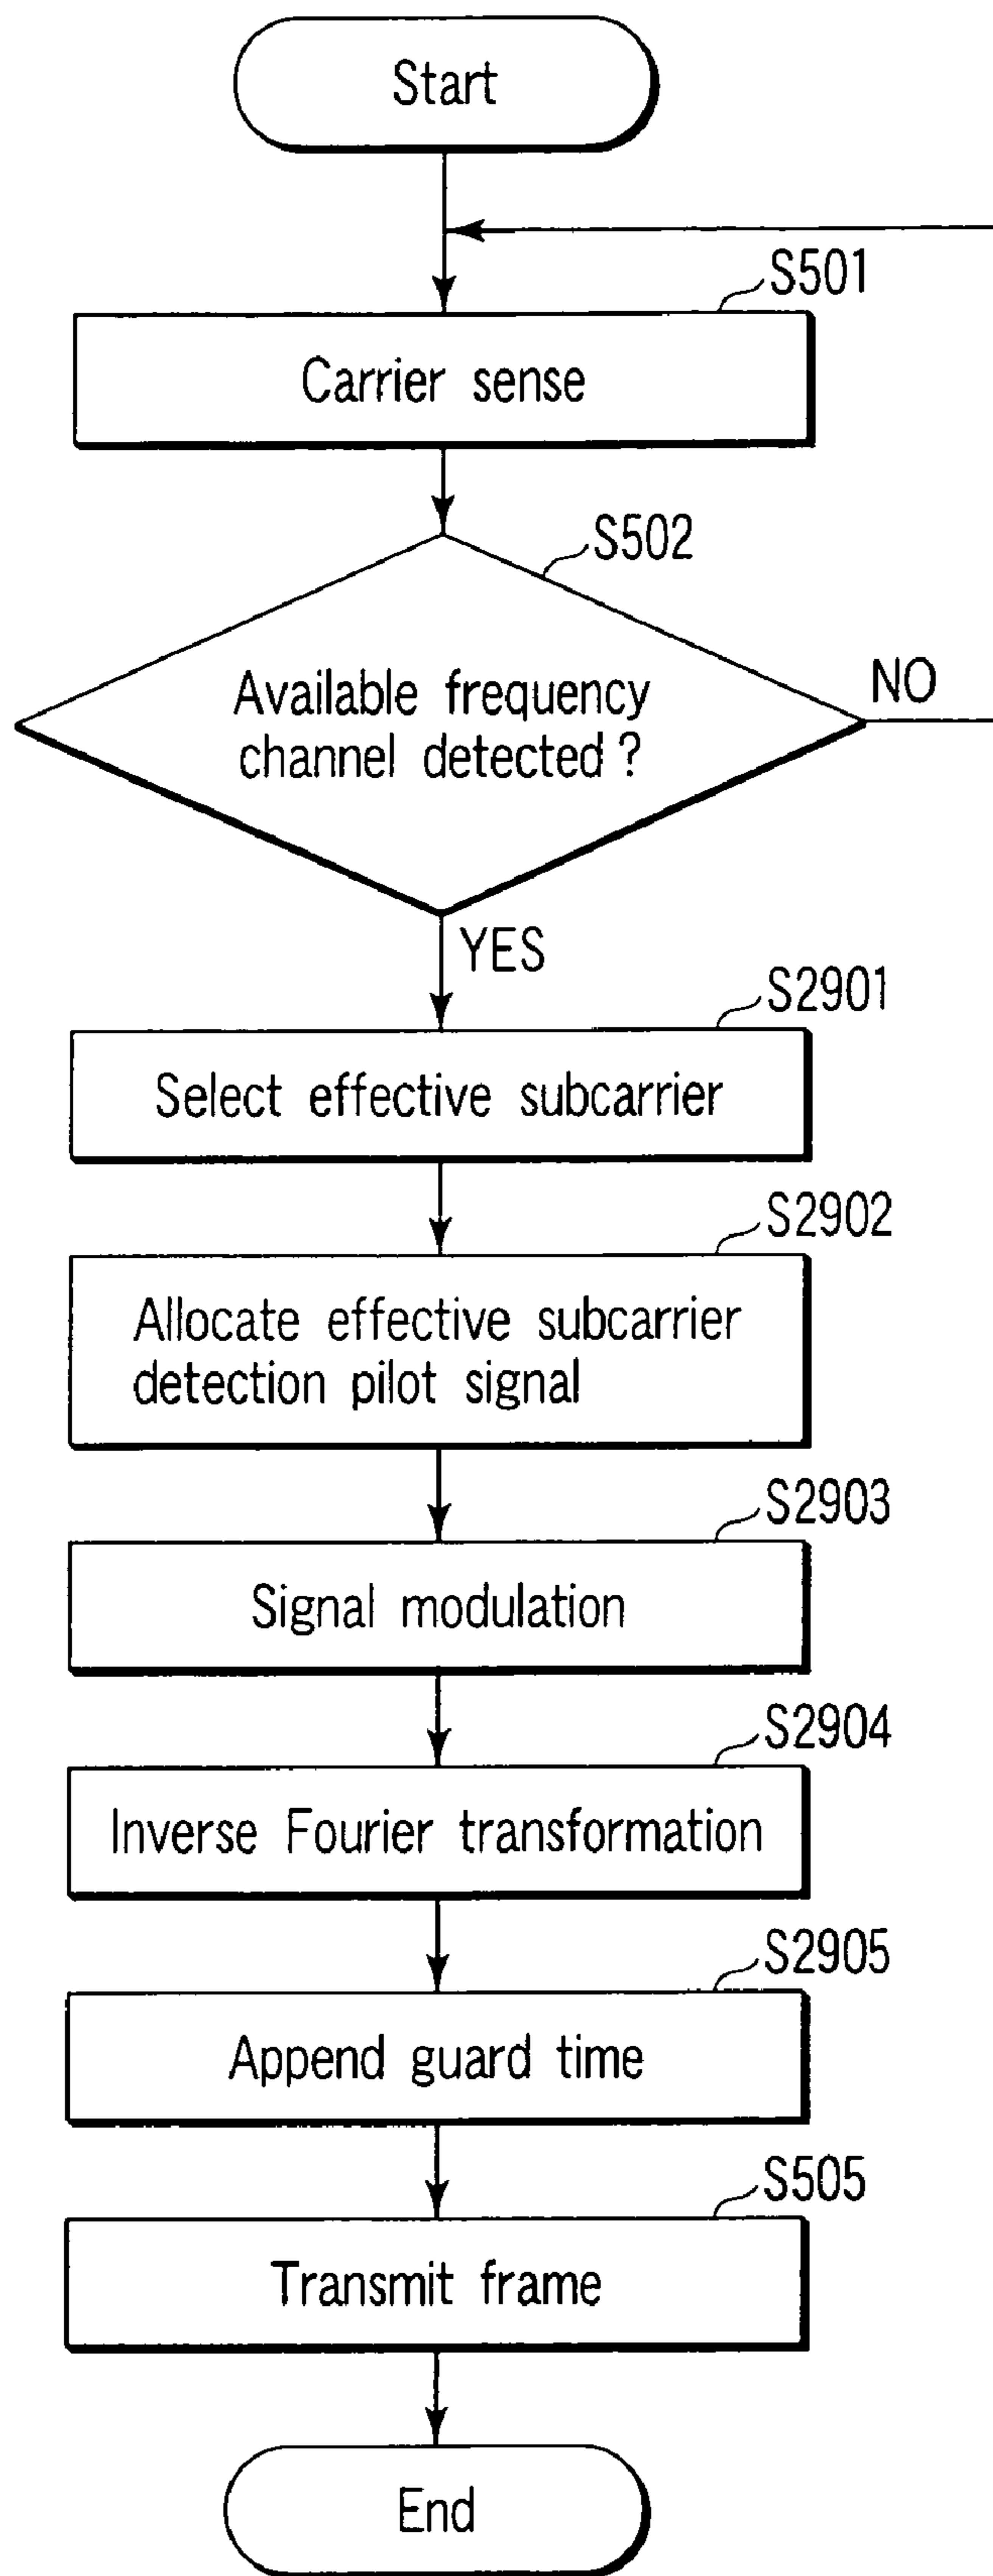 Start
S501
Carrier sense
S502
Available frequency
channel detected ?
NO
YES
S2901
Select effective subcarrier
S2902
Allocate effective subcarrier
detection pilot signal
S2903
Signal modulation
S2904
Inverse Fourier transformation
S2905
Append guard time
S505
Transmit frame
End